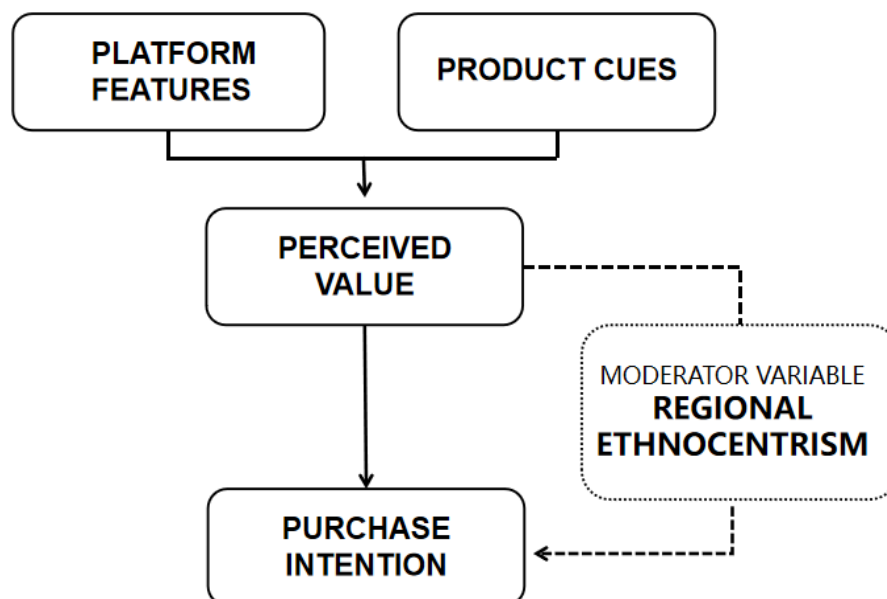 PLATFORM
FEATURES
PRODUCT CUES
PERCEIVED
VALUE
MODERATOR VARIABLE
REGIONAL
ETHNOCENTRISM
PURCHASE
INTENTION